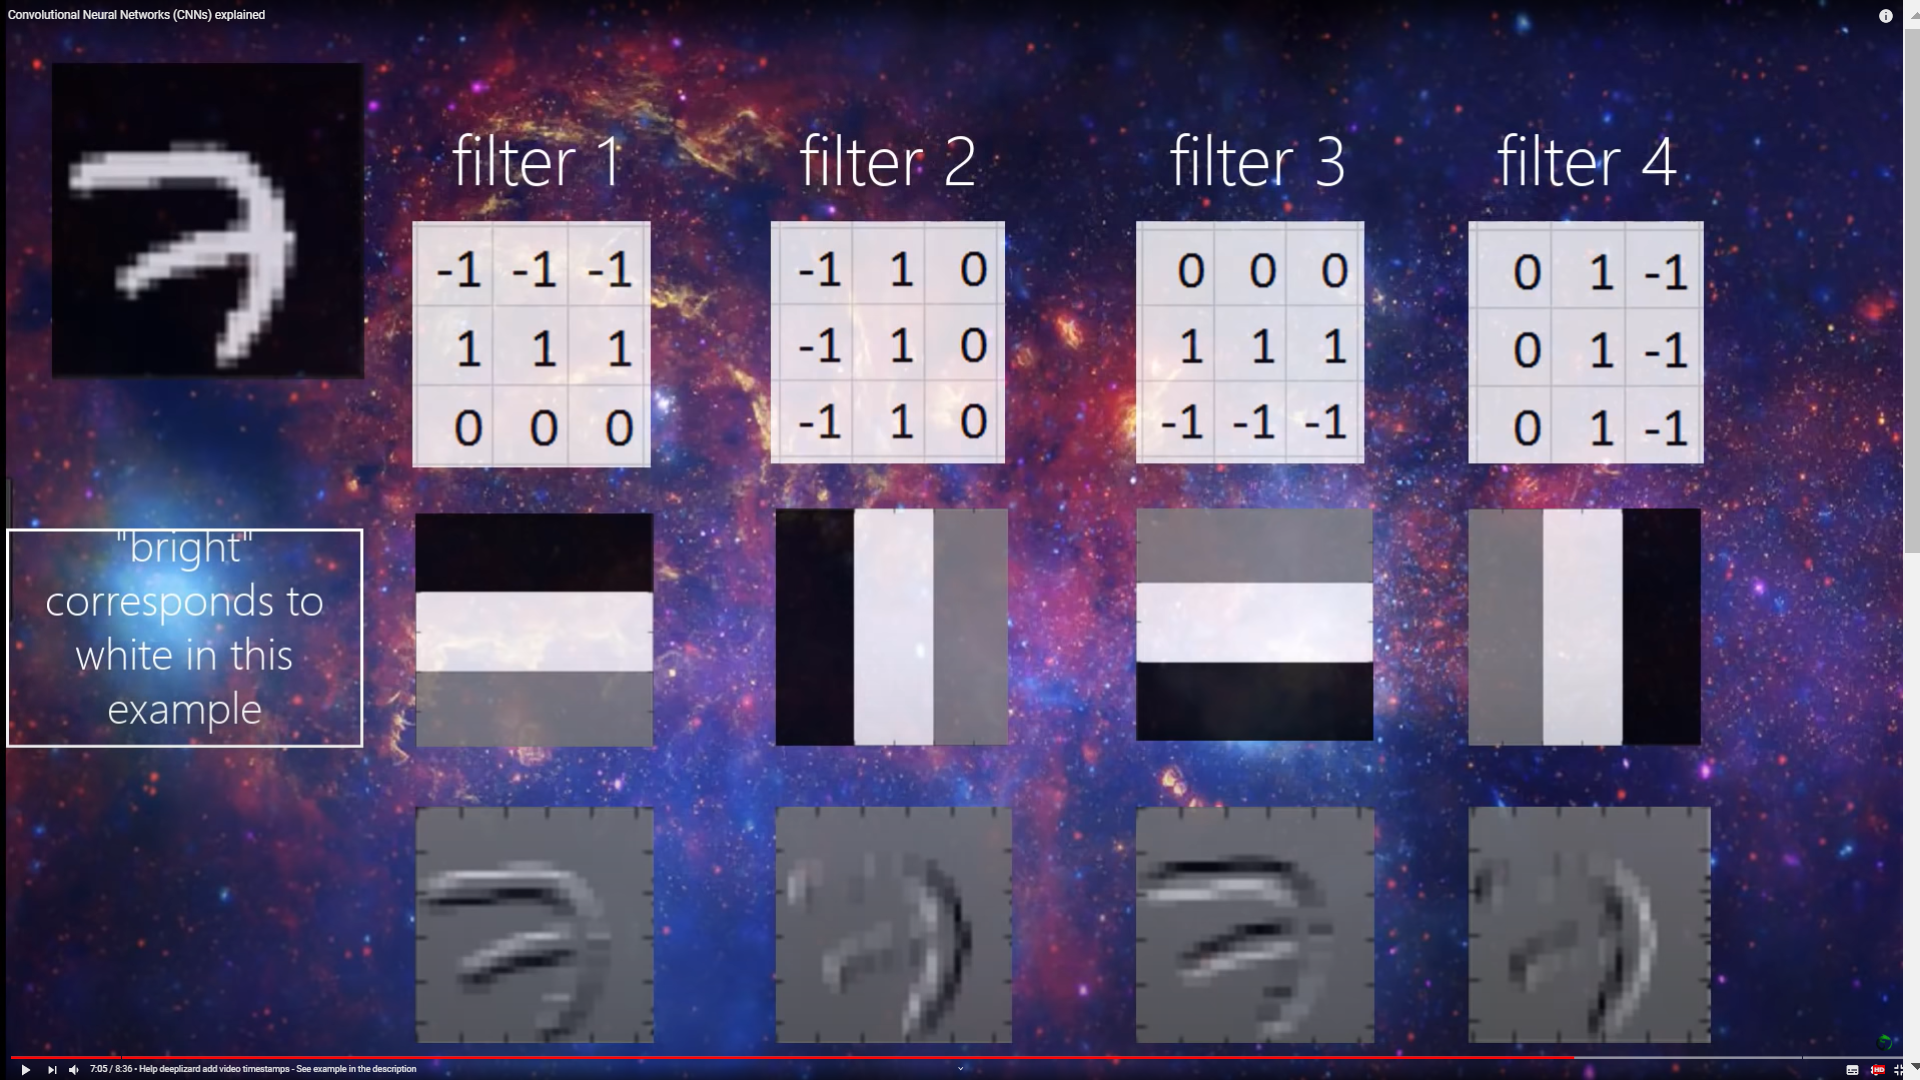 Convolutional Neural Networks (CNNs) explained
filter 1
filter 2
filter 3
filter 4
-1 -1 -1
1 1 1
0 0 0
-1 1 0
-1 1 0
-1 1 0
0 0 0
1 1 1
-1 -1 -1
0 1 -1
0 1 -1
0 1 -1
"bright"
corresponds to
white in this
example
7:05 / 8:36 • Help deeplizard add video timestamps - See example in the description
HD